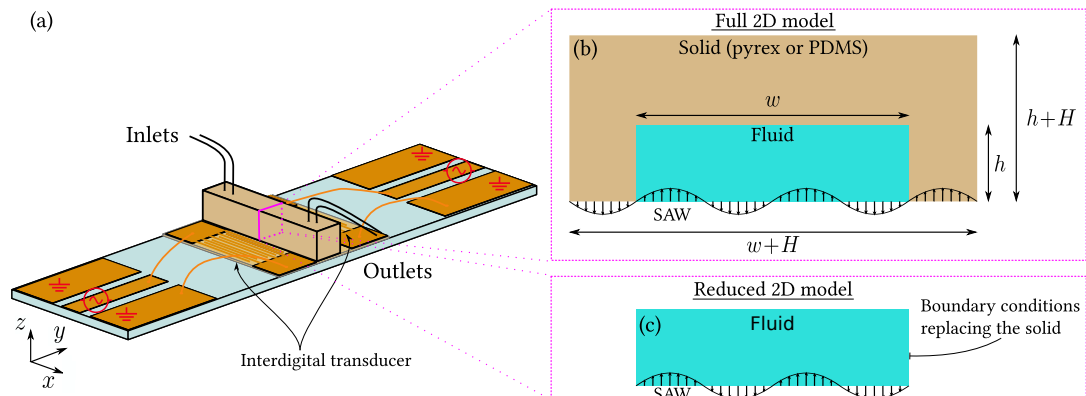 (a)
Inlets
Outlets
Interdigital transducer
z
y
x
Full 2D model
(b)
Solid (pyrex or PDMS)
w
Fluid
h
h+H
SAW
w+H
Reduced 2D model
(c)
Fluid
Boundary conditions
replacing the solid
SAW